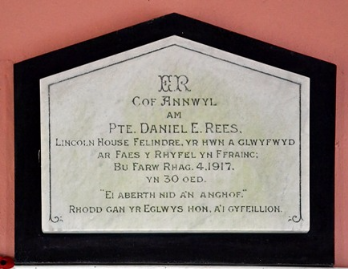 ER
COF ANNWYL
AM
PTE. DANIEL E. REES.
LINCOLN HOUSE FELINDRE, YR HWN A GLWYFWYD
AR FAES Y RHYFEL YN FFRAINC;
BU FARW RHAG. 4. 1917.
YN 30 OED.
"EI ABERTH NID A'N ANGHOF."
RHODD GAN YR EGLWYS HON, A'I GYFEILLION.